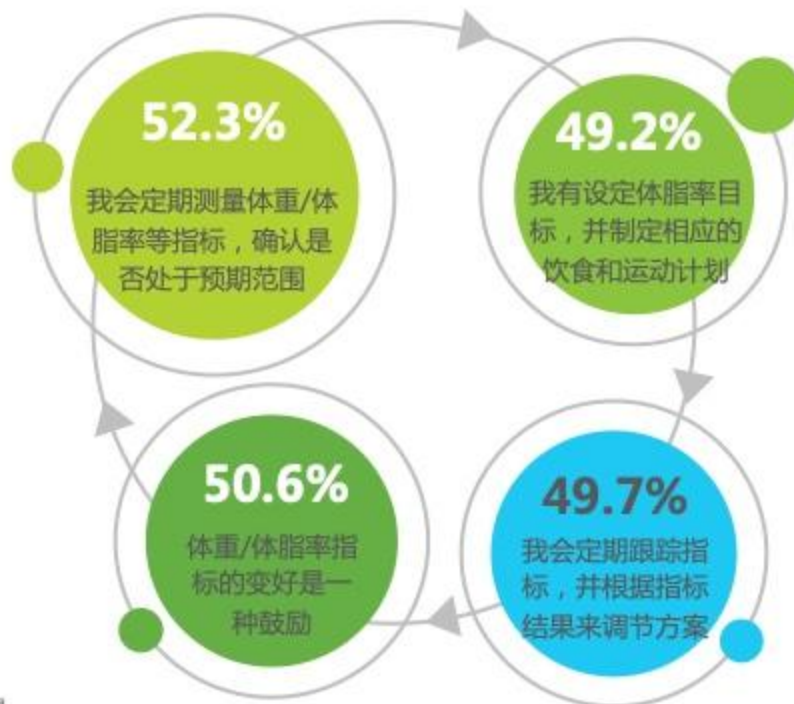 52.3%
我会定期测量体重/体
脂率等指标，确认是
否处于预期范围
49.2%
我有设定体脂率目
标，并制定相应的
饮食和运动计划
49.7%
我会定期跟踪指
标，并根据指标
结果来调节方案
50.6%
体重/体脂率指
标的变好是一
种鼓励